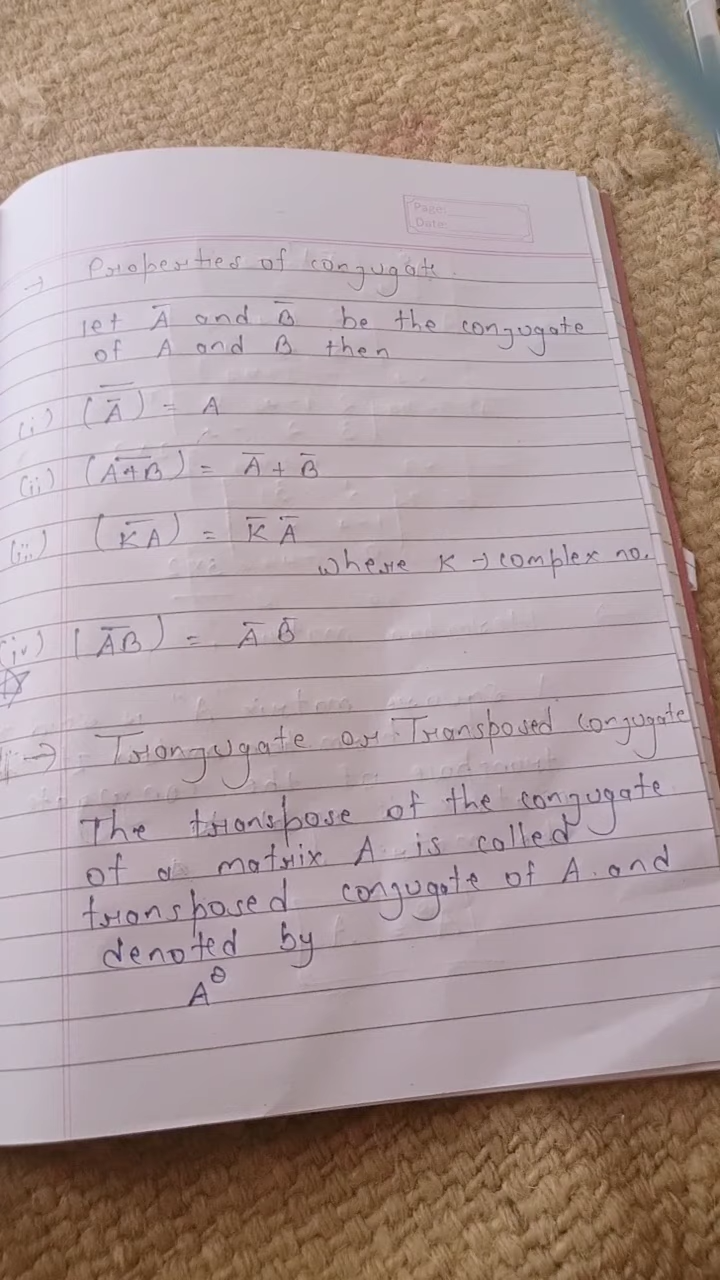 Page:
Date:
→ Properties of conjugate
let Ā and B̄ be the conjugate
of A and B then
(i) (A̿) = A
(ii) (A̅+̅B̅) = Ā + B̄
(iii) (K̅A̅) = K̄ Ā
where K → complex no.
(iv) (A̅B̅) = Ā B̄
→ Tranjugate or Transposed conjugate
The transpose of the conjugate
of a matrix A is called
transposed conjugate of A and
denoted by
A^θ